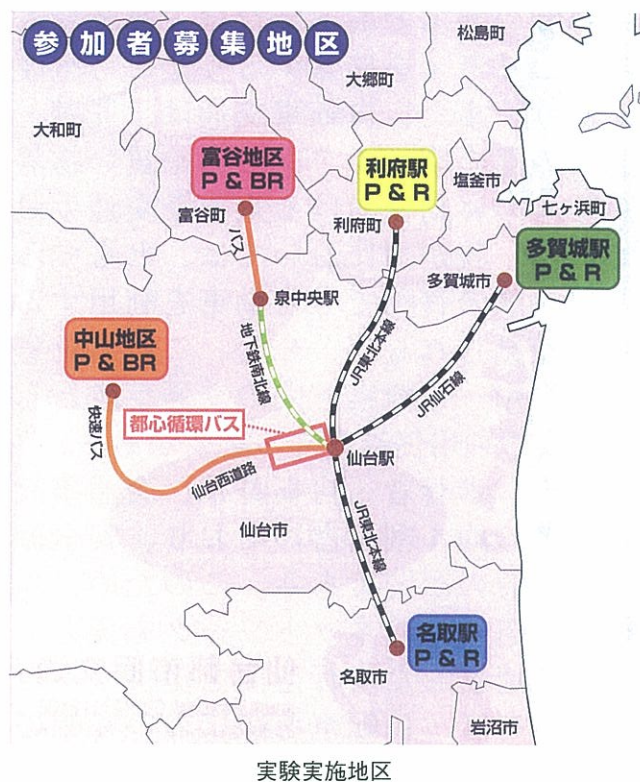 参加者募集地区
松島町
大郷町
大和町
富谷地区
P & BR
利府駅
P & R
塩釜市
七ヶ浜町
富谷町
バス
利府町
多賀城駅
P & R
多賀城市
泉中央駅
中山地区
P & BR
地下鉄南北線
JR東北本線
JR仙石線
快速バス
都心循環バス
仙台駅
仙台西道路
仙台市
JR東北本線
名取駅
P & R
名取市
岩沼市
実験実施地区